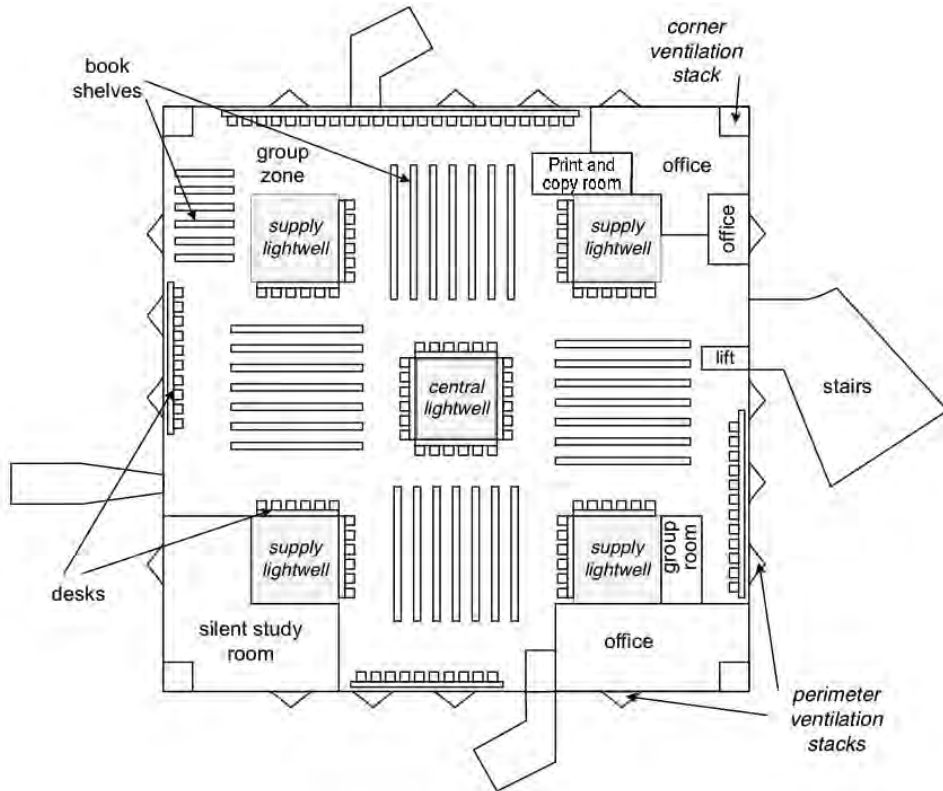 book
shelves
corner
ventilation
stack
group
zone
Print and
copy room
office
office
supply
lightwell
supply
lightwell
central
lightwell
lift
stairs
desks
supply
lightwell
supply
lightwell
group
room
silent study
room
office
perimeter
ventilation
stacks